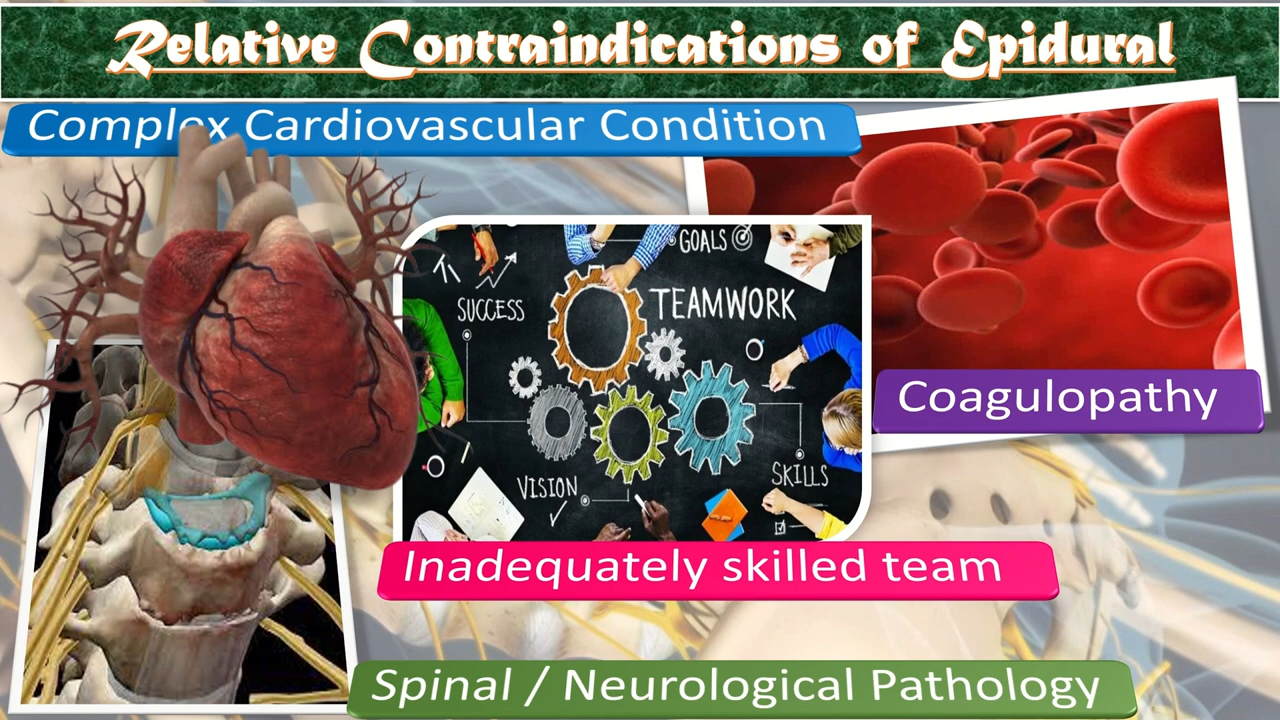 Relative Contraindications of Epidural
Complex Cardiovascular Condition
GOALS
SUCCESS
TEAMWORK
Coagulopathy
SKILLS
VISION
Inadequately skilled team
Spinal / Neurological Pathology